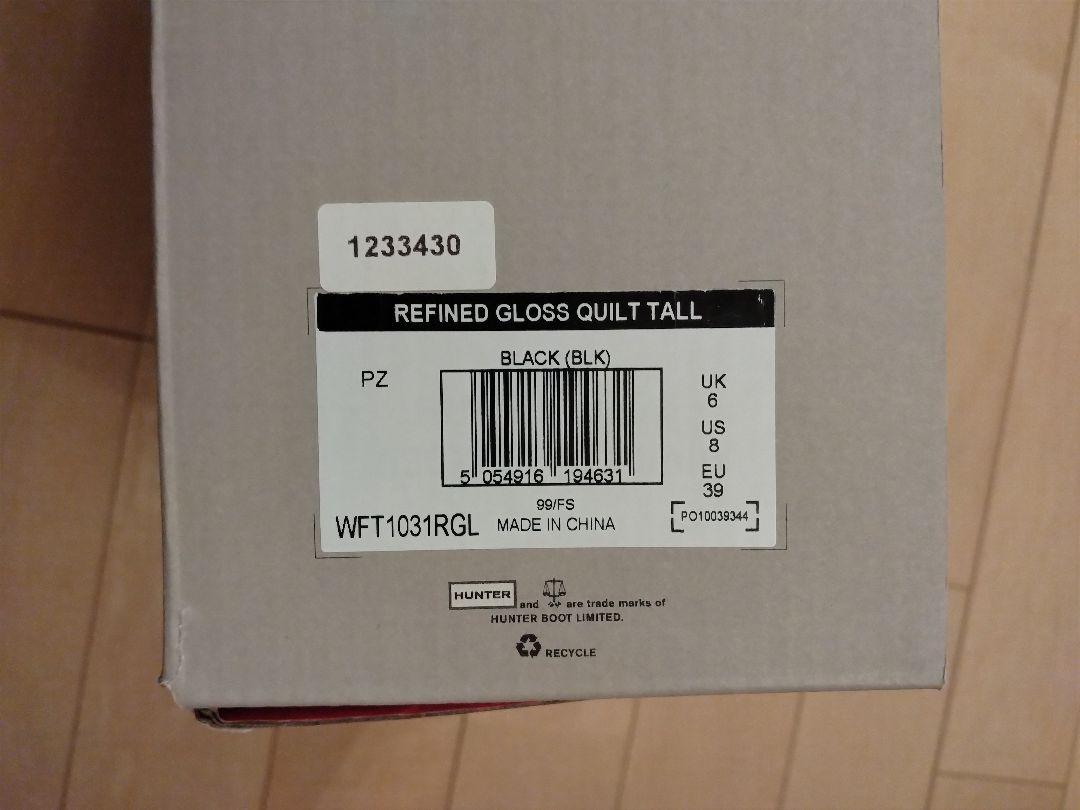 1233430
REFINED GLOSS QUILT TALL
BLACK (BLK)
PZ
5 054916 194631
UK
6
US
8
EU
39
99/FS
WFT1031RGL
MADE IN CHINA
PO10039344
HUNTER and are trade marks of
HUNTER BOOT LIMITED.
RECYCLE